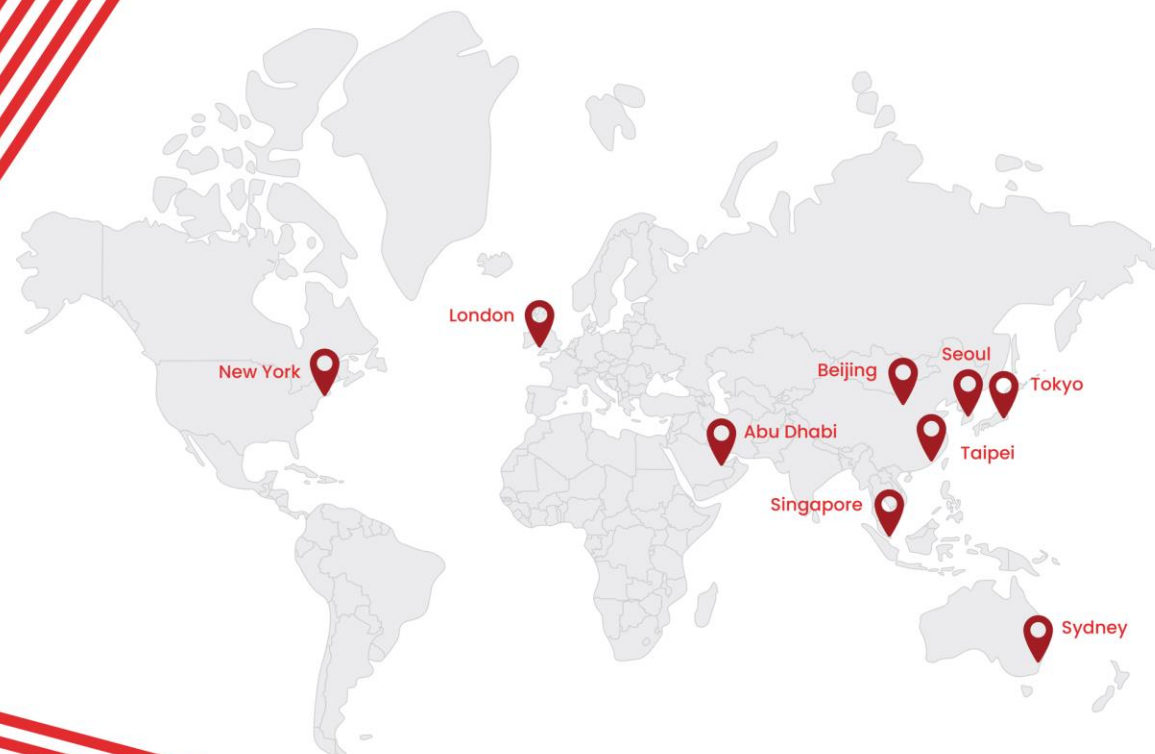 London
New York
Seoul
Beijing
Tokyo
Abu Dhabi
Taipei
Singapore
Sydney